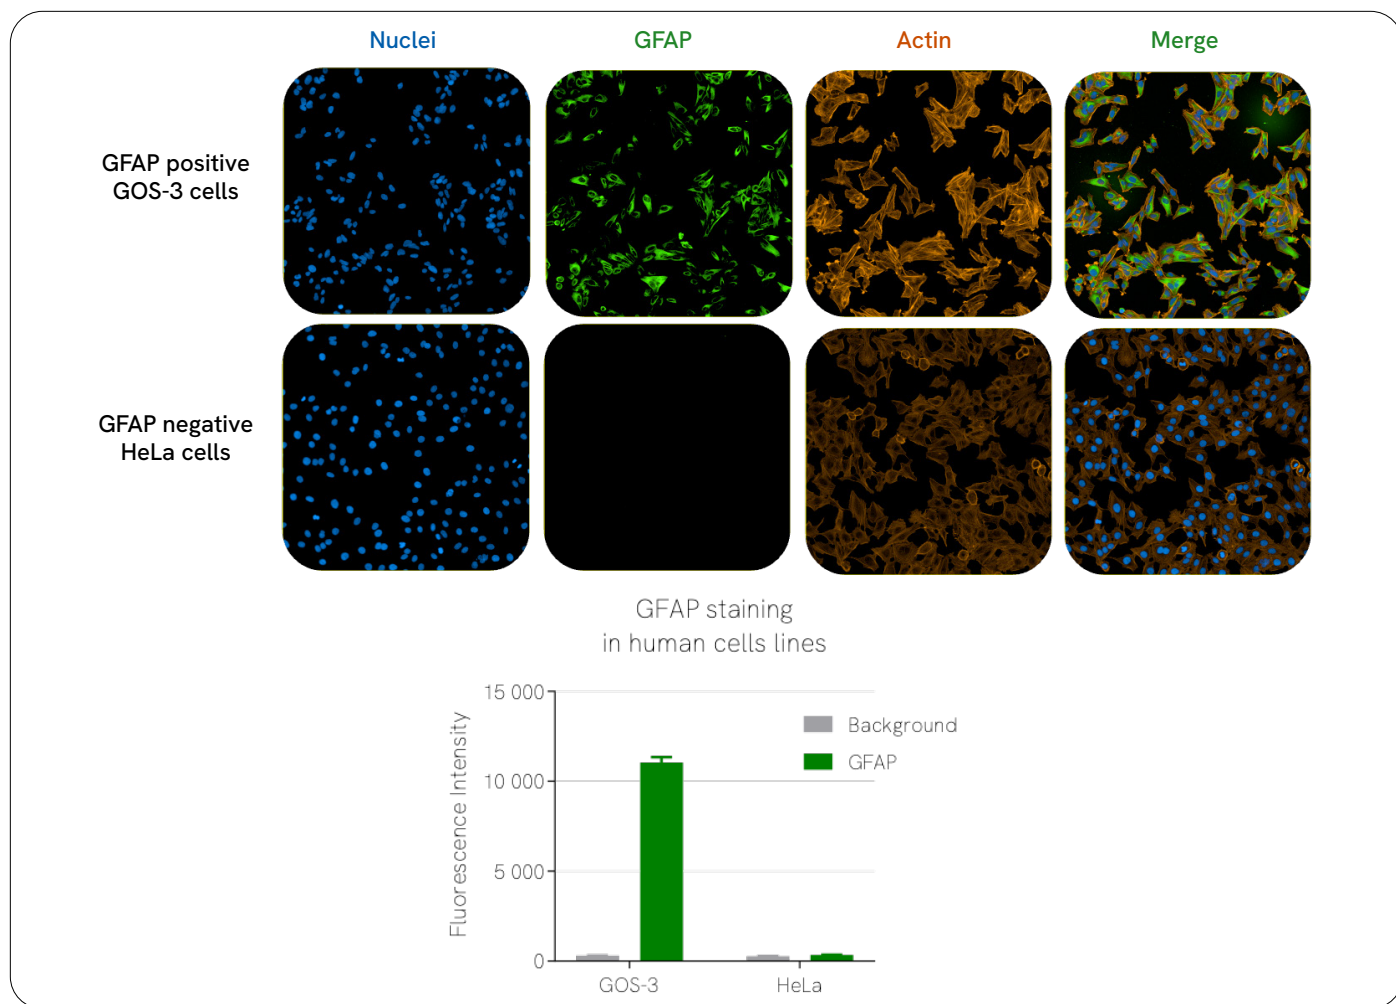 Nuclei GFAP Actin Merge
GFAP positive
GOS-3 cells
GFAP negative
HeLa cells
GFAP staining
in human cells lines
Fluorescence Intensity
15 000
10 000
5 000
0
Background
GFAP
GOS-3 HeLa